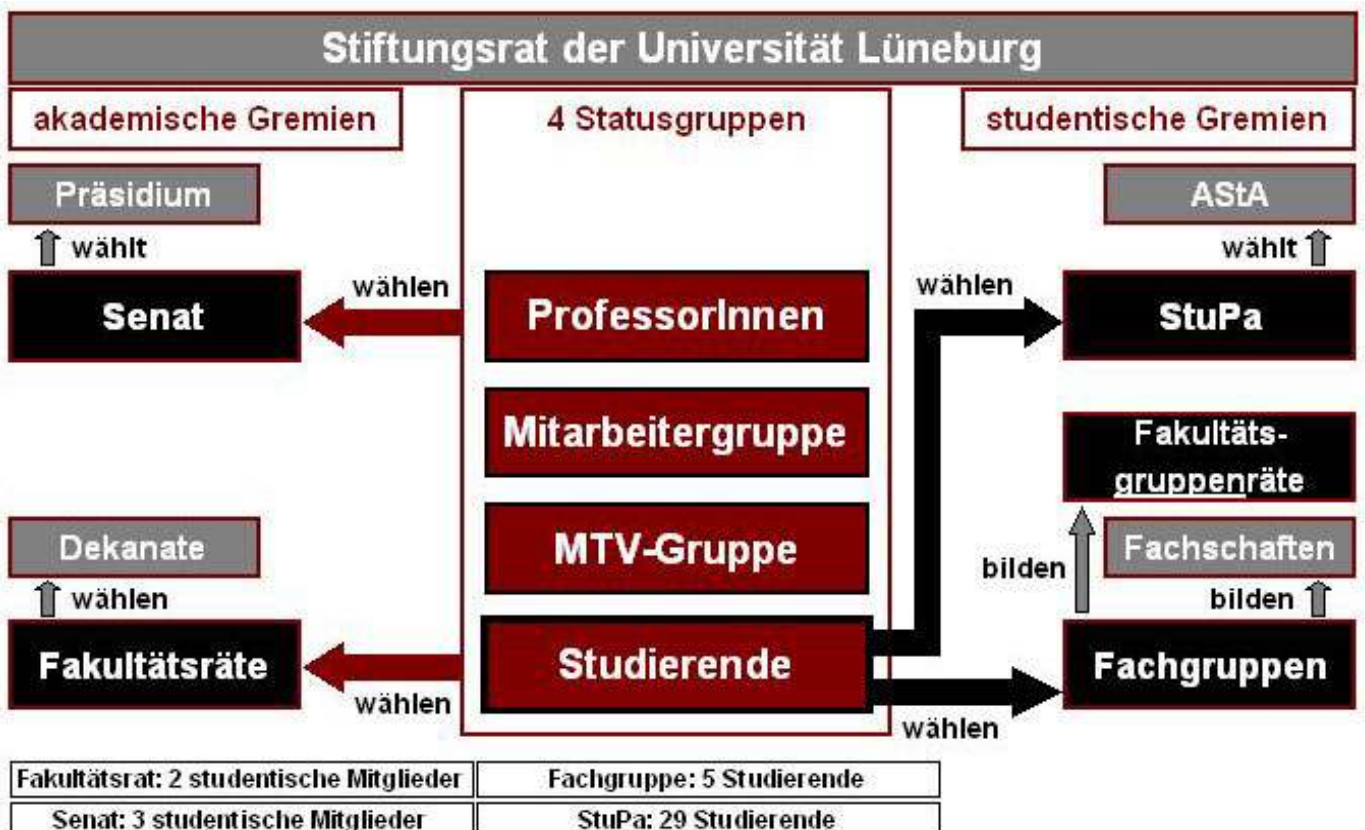 Stiftungsrat der Universität Lüneburg
akademische Gremien
4 Statusgruppen
studentische Gremien
Präsidium
AStA
wählt
wählt
Senat
wählen
ProfessorInnen
wählen
StuPa
Mitarbeitergruppe
Fakultäts-
gruppenräte
Dekanate
MTV-Gruppe
bilden
Fachschaften
wählen
bilden
Fakultätsräte
wählen
Studierende
wählen
Fachgruppen
Fakultätsrat: 2 studentische Mitglieder
Fachgruppe: 5 Studierende
Senat: 3 studentische Mitglieder
StuPa: 29 Studierende